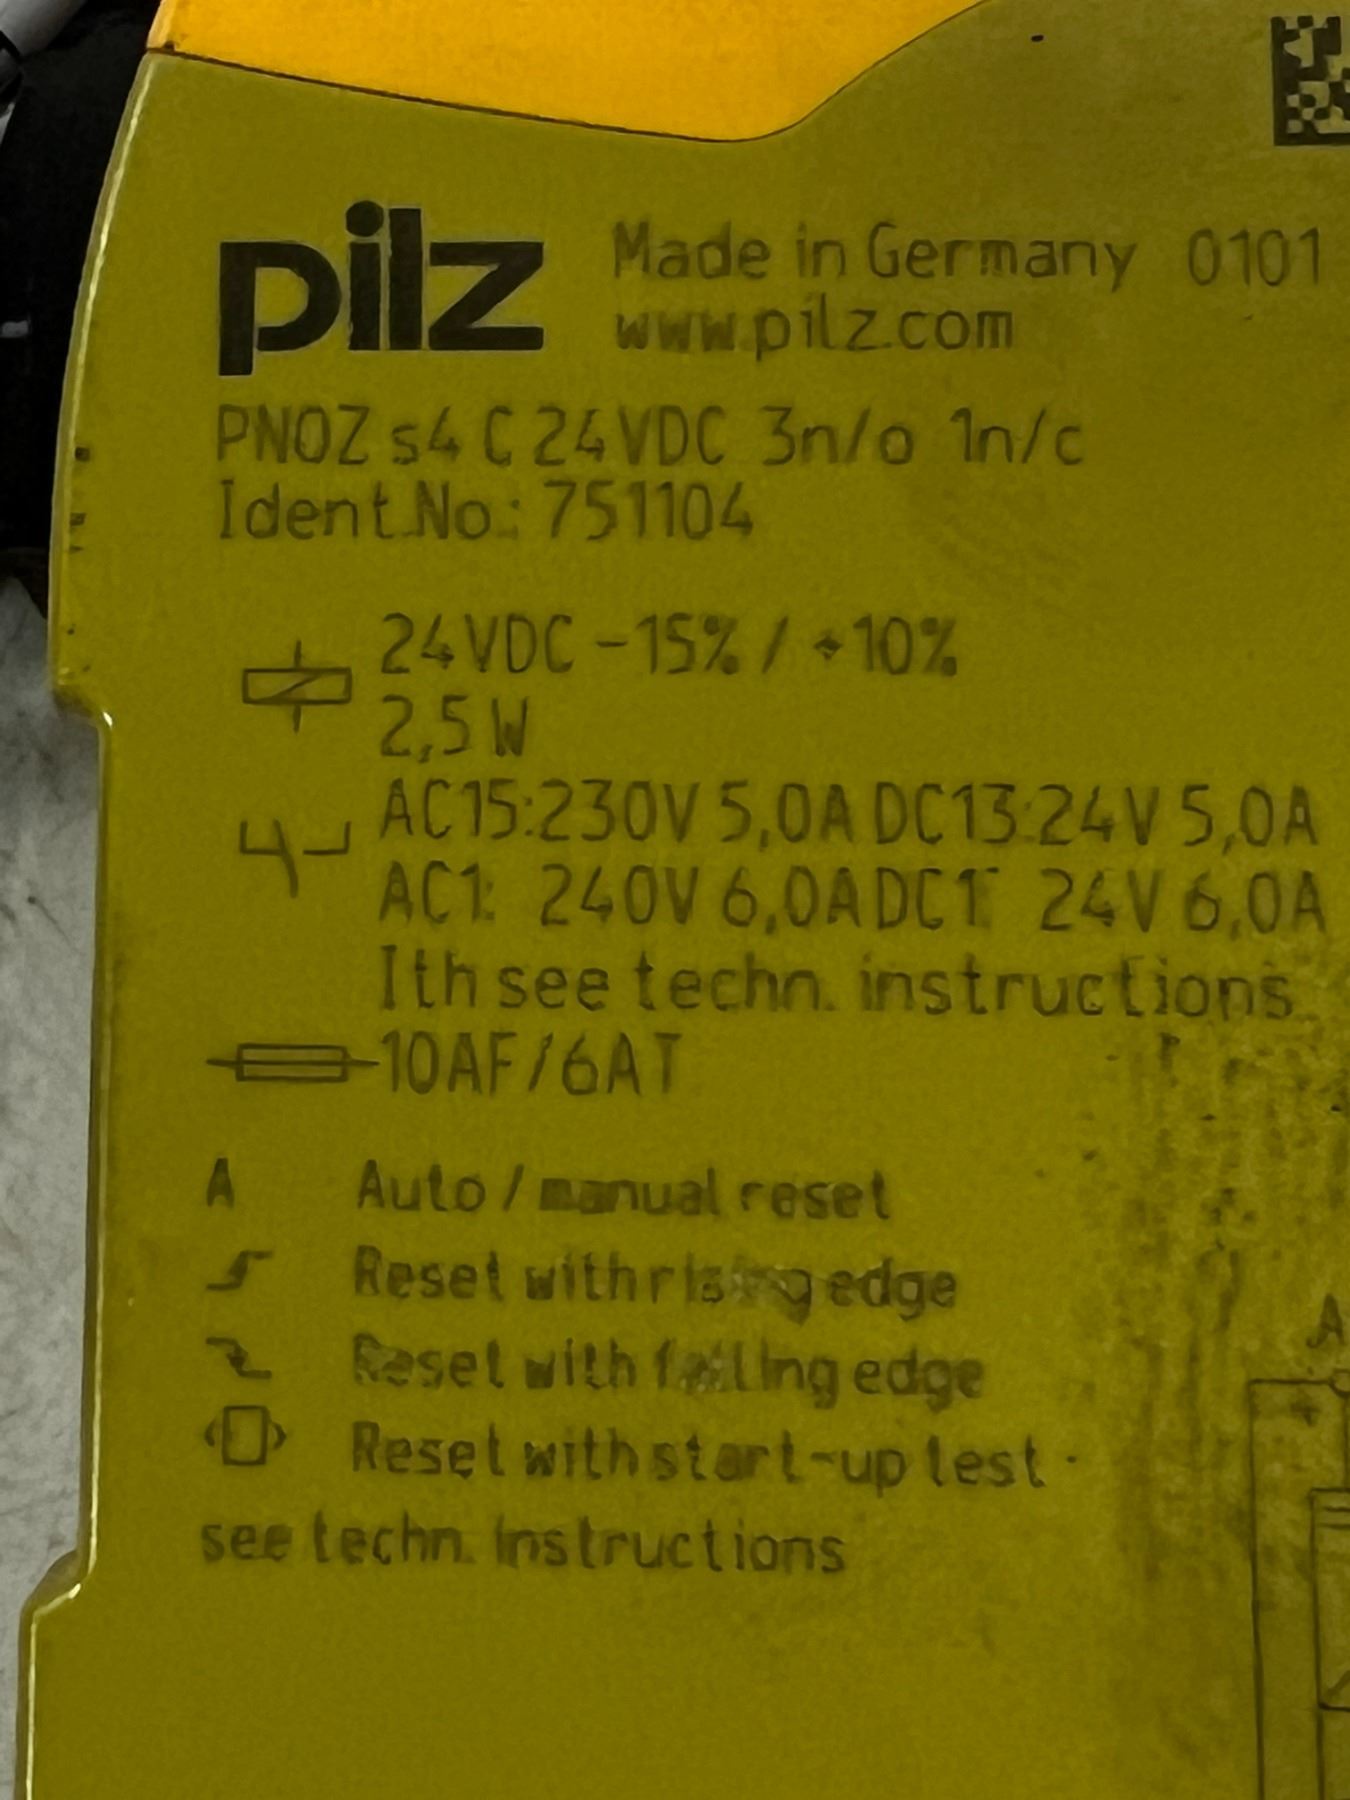 pilz Made in Germany 0101
www.pilz.com
PNOZ s4 C 24VDC 3n/o 1n/c
Ident.No.: 751104
24VDC -15% / +10%
2,5W
AC15:230V 5,0A DC13:24V 5,0A
AC1: 240V 6,0A DC1: 24V 6,0A
Ith see techn. instructions
10AF/6AT
A Auto / manual reset
Reset with rising edge
Reset with falling edge
Reset with start-up test
see techn. instructions
A
+